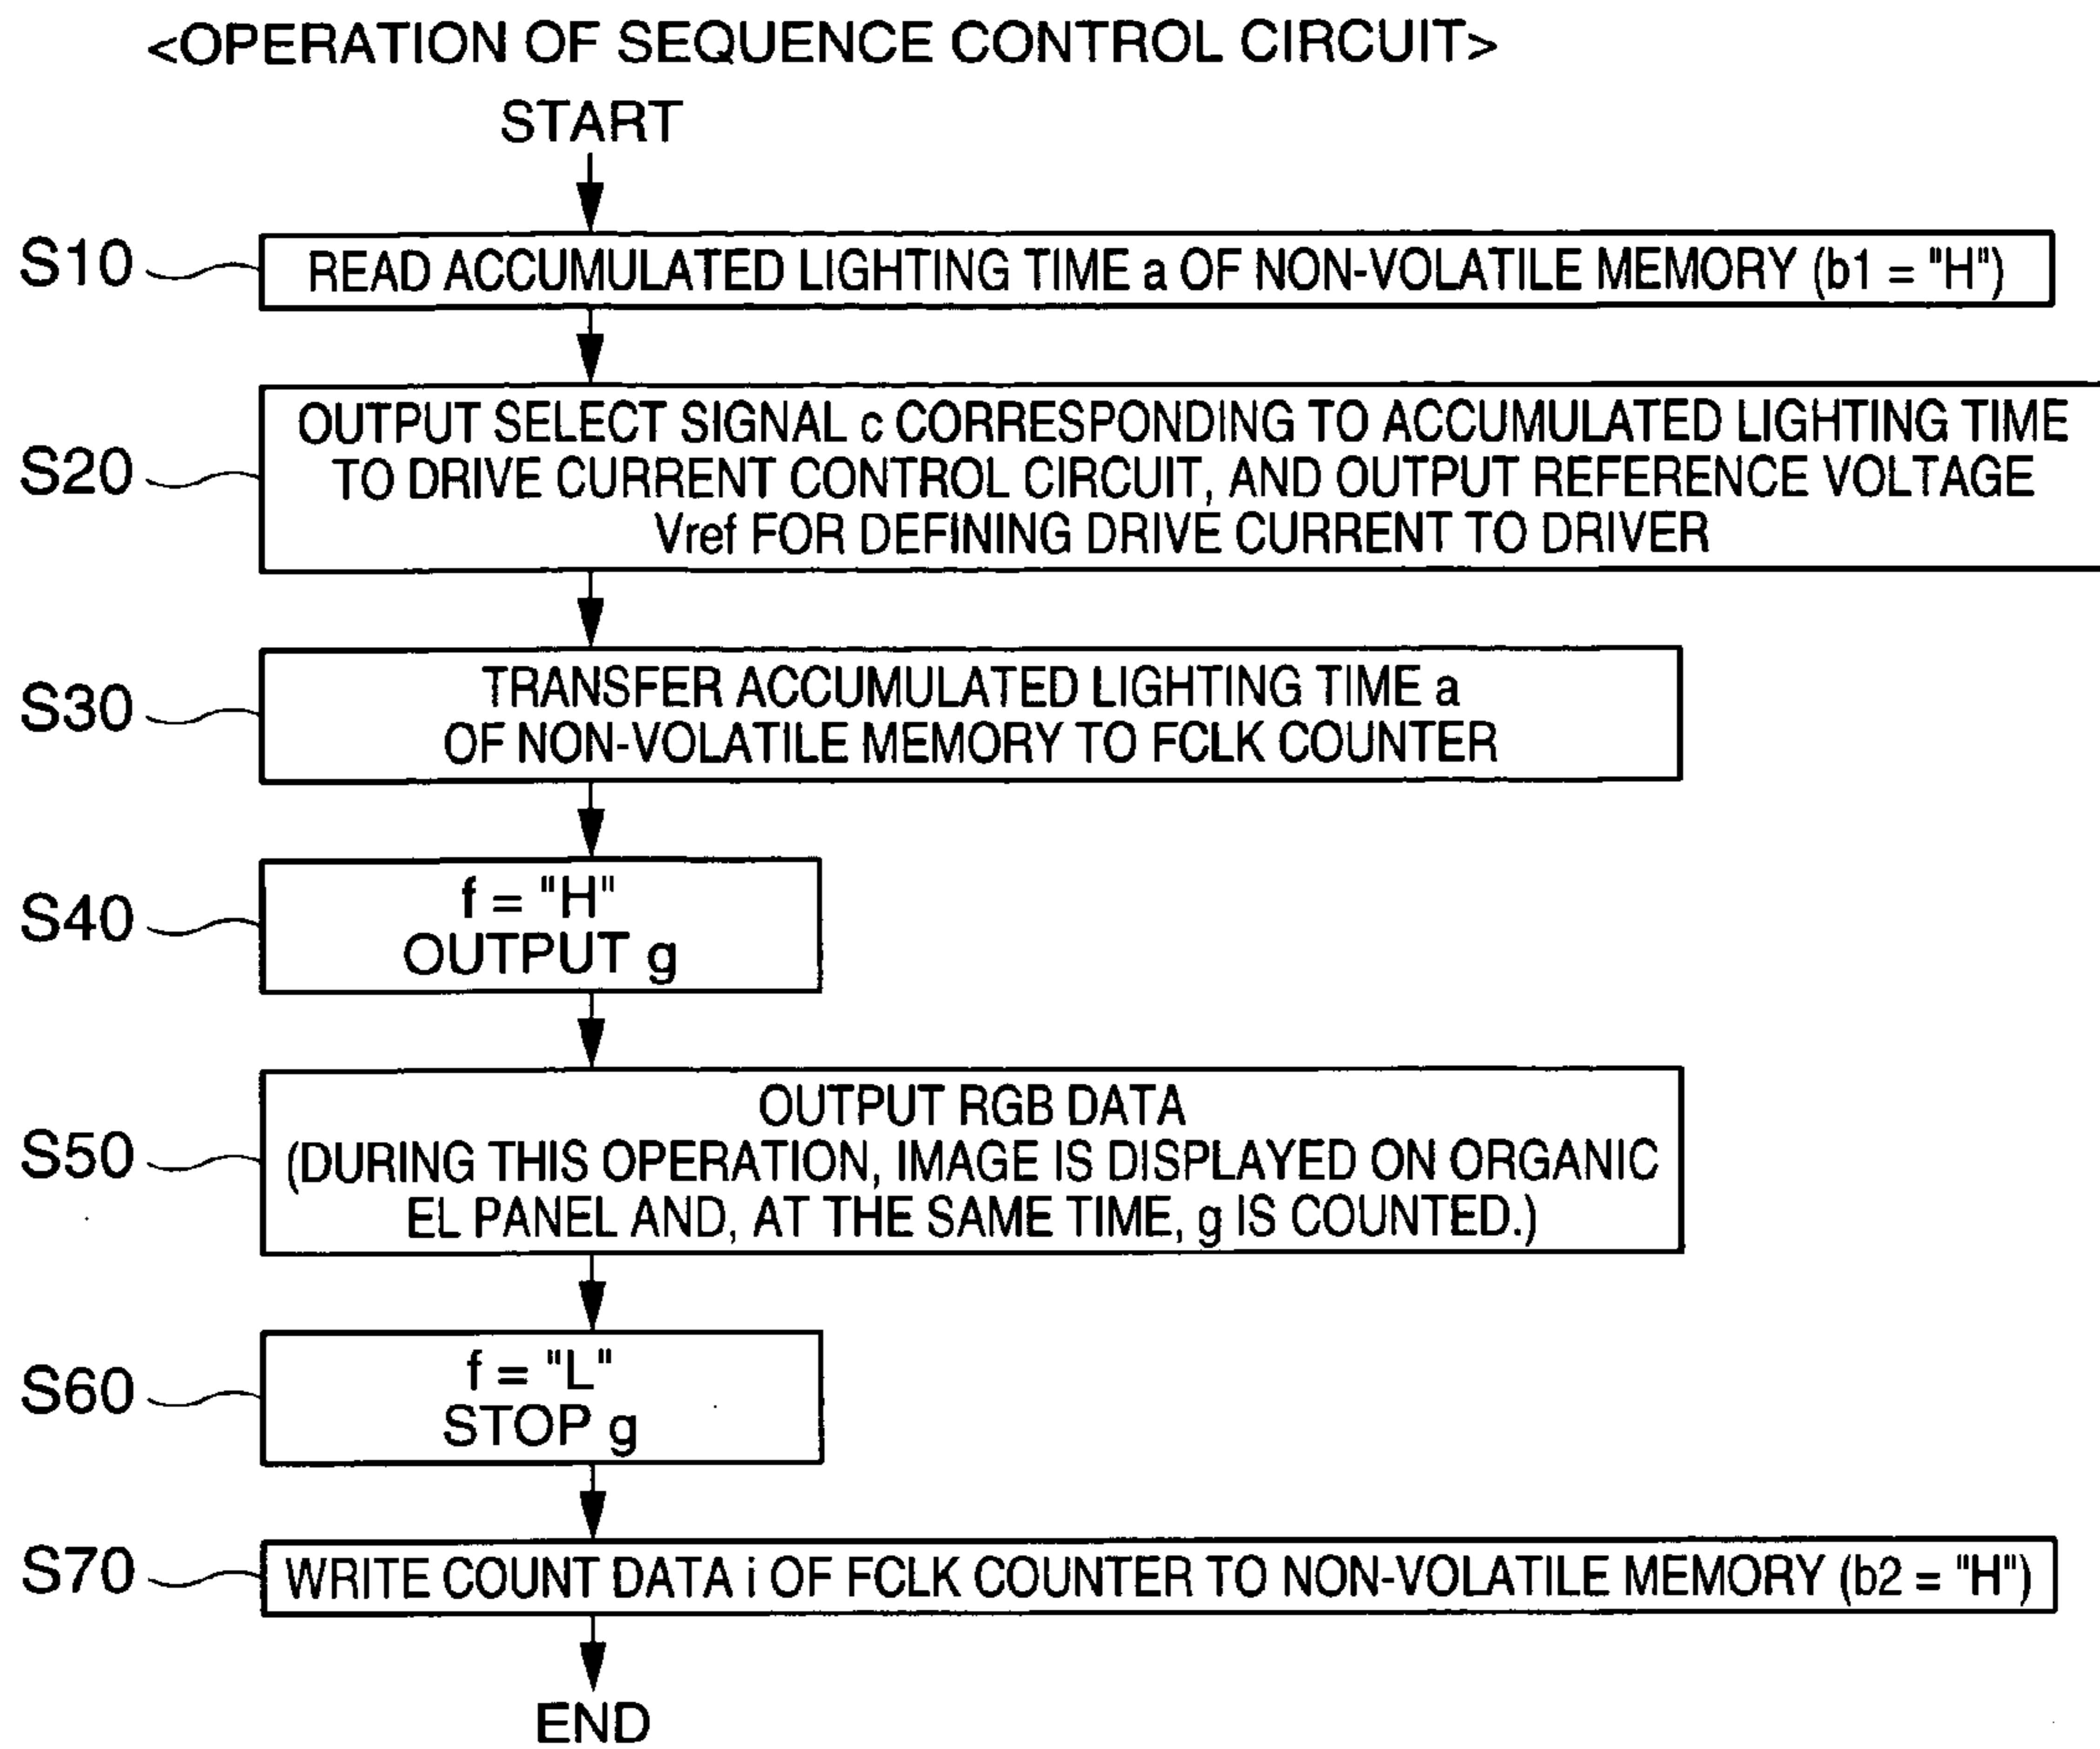 <OPERATION OF SEQUENCE CONTROL CIRCUIT>
START
S10
READ ACCUMULATED LIGHTING TIME a OF NON-VOLATILE MEMORY (b1 = "H")
S20
OUTPUT SELECT SIGNAL c CORRESPONDING TO ACCUMULATED LIGHTING TIME
TO DRIVE CURRENT CONTROL CIRCUIT, AND OUTPUT REFERENCE VOLTAGE
Vref FOR DEFINING DRIVE CURRENT TO DRIVER
S30
TRANSFER ACCUMULATED LIGHTING TIME a
OF NON-VOLATILE MEMORY TO FCLK COUNTER
S40
f = "H"
OUTPUT g
S50
OUTPUT RGB DATA
(DURING THIS OPERATION, IMAGE IS DISPLAYED ON ORGANIC
EL PANEL AND, AT THE SAME TIME, g IS COUNTED.)
S60
f = "L"
STOP g
S70
WRITE COUNT DATA i OF FCLK COUNTER TO NON-VOLATILE MEMORY (b2 = "H")
END